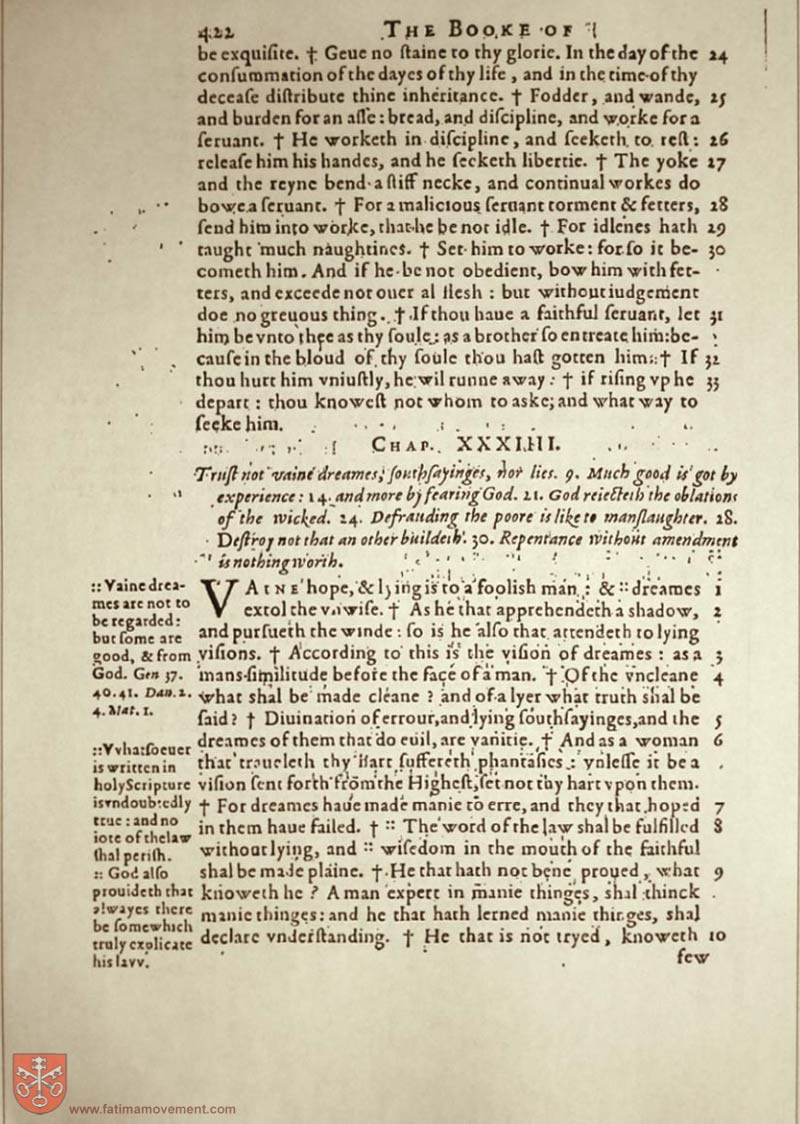 422 THE BOOKE OF
be exquisite. † Geue no staine to thy glorie. In the day of the 24
consummation of the dayes of thy life, and in the time of thy
decease distribute thine inheritance. † Fodder, and wande, 25
and burden for an asse: bread, and discipline, and worke for a
seruant. † He worketh in discipline, and seeketh to rest: 26
release him his handes, and he seeketh libertie. † The yoke 27
and the reyne bend a stiff necke, and continual workes do
bowe a seruant. † For a malicious seruant torment & fetters, 28
send him into worke, that he be not idle. † For idlenes hath 29
taught much naughtines. † Set him to worke: for so it be- 30
cometh him. And if he be not obedient, bow him with fet-
ters, and exceede not ouer al flesh: but without iudgement
doe no greuous thing. † If thou haue a faithful seruant, let 31
him be vnto thee as thy soule: as a brother so entreate him: be-
cause in the bloud of thy soule thou hast gotten him. † If 32
thou hurt him vniustly, he wil runne away: † if rising vp he 33
depart: thou knowest not whom to aske; and what way to
seeke him.
CHAP. XXXIIII.
Trust not vaine dreames, southsayinges, nor lies. 9. Much good is got by
experience: 14. and more by fearing God. 21. God reiecteth the oblations
of the wicked. 24. Defrauding the poore is like to manslaughter. 28.
Destroy not that an other buildeth. 30. Repentance without amendment
is nothing worth.
VAINE hope, & lying is to a foolish man: & :: dreames 1
extol the vnwise. † As he that apprehendeth a shadow, 2
and pursueth the winde: so is he also that attendeth to lying
visions. † According to this is the vision of dreames: as a 3
mans similitude before the face of a man. † Of the vncleane 4
what shal be made cleane? and of a lyer what truth shal be
said? † Diuination of errour, and lying southsayinges, and the 5
dreames of them that do euil, are vanitie. † And as a woman 6
that traueleth thy hart suffereth phantasies: vnlesse it be a
vision sent forth from the Highest, set not thy hart vpon them.
† For dreames haue made manie to erre, and they that hoped 7
in them haue failed. † :: The word of the law shal be fulfilled 8
without lying, and :: wisedom in the mouth of the faithful
shal be made plaine. † He that hath not bene proued, what 9
knoweth he? A man expert in manie thinges, shal thinck
manie thinges: and he that hath lerned manie thinges, shal
declare vnderstanding. † He that is not tryed, knoweth 10
few
:: Vaine drea-
mes are not to
be regarded:
but some are
good, & from
God. Gen 37.
40. 41. Dan. 2.
4. Mat. 1.
:: Vvhatsoeuer
is written in
holy Scripture
is vndoubtedly
true: and no
iote of the law
shal perish.
:: God also
prouideth that
alwayes there
be some which
truly explicate
his lavv.
www.fatimamovement.com